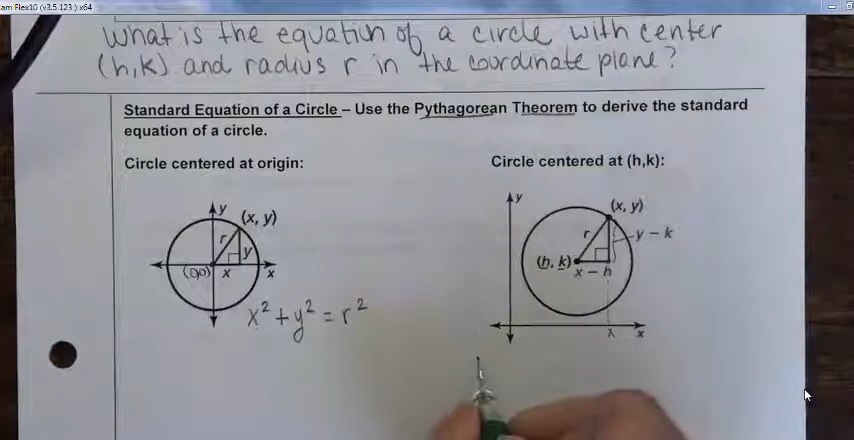 am Flex10 (v3.5.123 ) x64
What is the equation of a circle with center
(h,k) and radius r in the coordinate plane?
Standard Equation of a Circle – Use the Pythagorean Theorem to derive the standard
equation of a circle.
Circle centered at origin:
Circle centered at (h,k):
y
(x, y)
r
y
(0,0)
x
x
x² + y² = r²
y
(x, y)
r
y – k
(h, k)
x – h
x
x